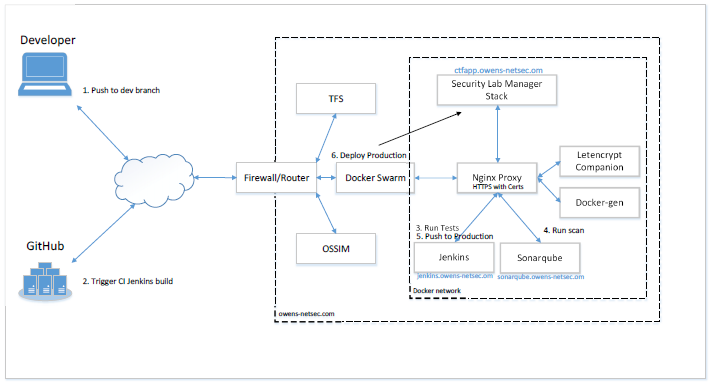 Developer
1. Push to dev branch
GitHub
2. Trigger CI Jenkins build
TFS
Firewall/Router
OSSIM
owens-netsec.com
6. Deploy Production
Docker Swarm
ctfapp.owens-netsec.om
Security Lab Manager
Stack
Nginx Proxy
HTTPS with Certs
Letencrypt
Companion
Docker-gen
3. Run Tests
5. Push to Production
4. Run scan
Jenkins
jenkins.owens-netsec.om
Sonarqube
sonarqube.owens-netsec.om
Docker network